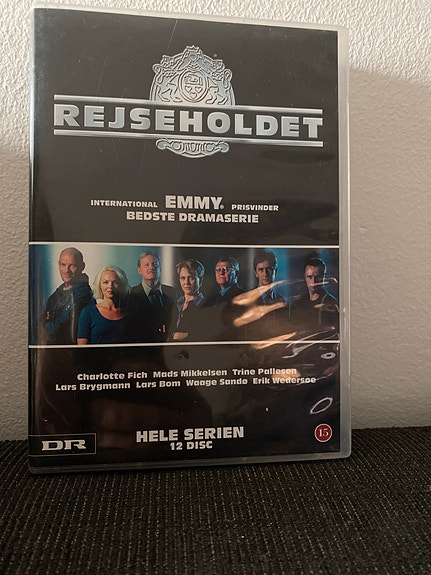 REJSEHOLDET
INTERNATIONAL EMMY® PRISVINDER
BEDSTE DRAMASERIE
Charlotte Fich Mads Mikkelsen Trine Pallesen
Lars Brygmann Lars Bom Waage Sandø Erik Wedersøe
DR
HELE SERIEN
12 DISC
15